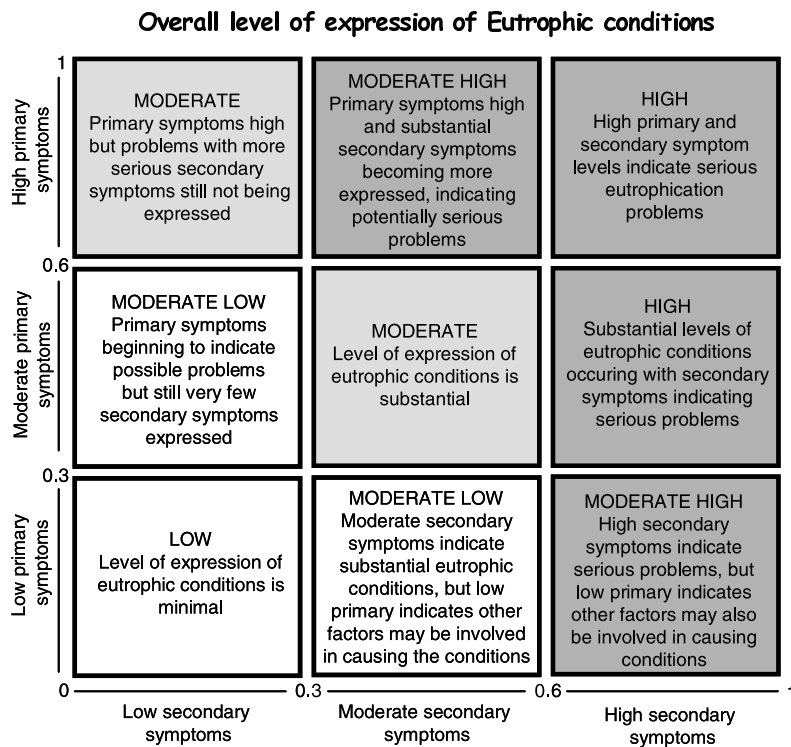 Overall level of expression of Eutrophic conditions
1
High primary
symptoms
MODERATE
Primary symptoms high
but problems with more
serious secondary
symptoms still not being
expressed
MODERATE HIGH
Primary symptoms high
and substantial
secondary symptoms
becoming more
expressed, indicating
potentially serious
problems
HIGH
High primary and
secondary symptom
levels indicate serious
eutrophication
problems
0.6
Moderate primary
symptoms
MODERATE LOW
Primary symptoms
beginning to indicate
possible problems
but still very few
secondary symptoms
expressed
MODERATE
Level of expression of
eutrophic conditions is
substantial
HIGH
Substantial levels of
eutrophic conditions
occuring with secondary
symptoms indicating
serious problems
0.3
Low primary
symptoms
LOW
Level of expression of
eutrophic conditions is
minimal
MODERATE LOW
Moderate secondary
symptoms indicate
substantial eutrophic
conditions, but low
primary indicates other
factors may be involved
in causing the conditions
MODERATE HIGH
High secondary
symptoms indicate
serious problems, but
low primary indicates
other factors may also
be involved in causing
conditions
0 0.3 0.6 1
Low secondary
symptoms
Moderate secondary
symptoms
High secondary
symptoms